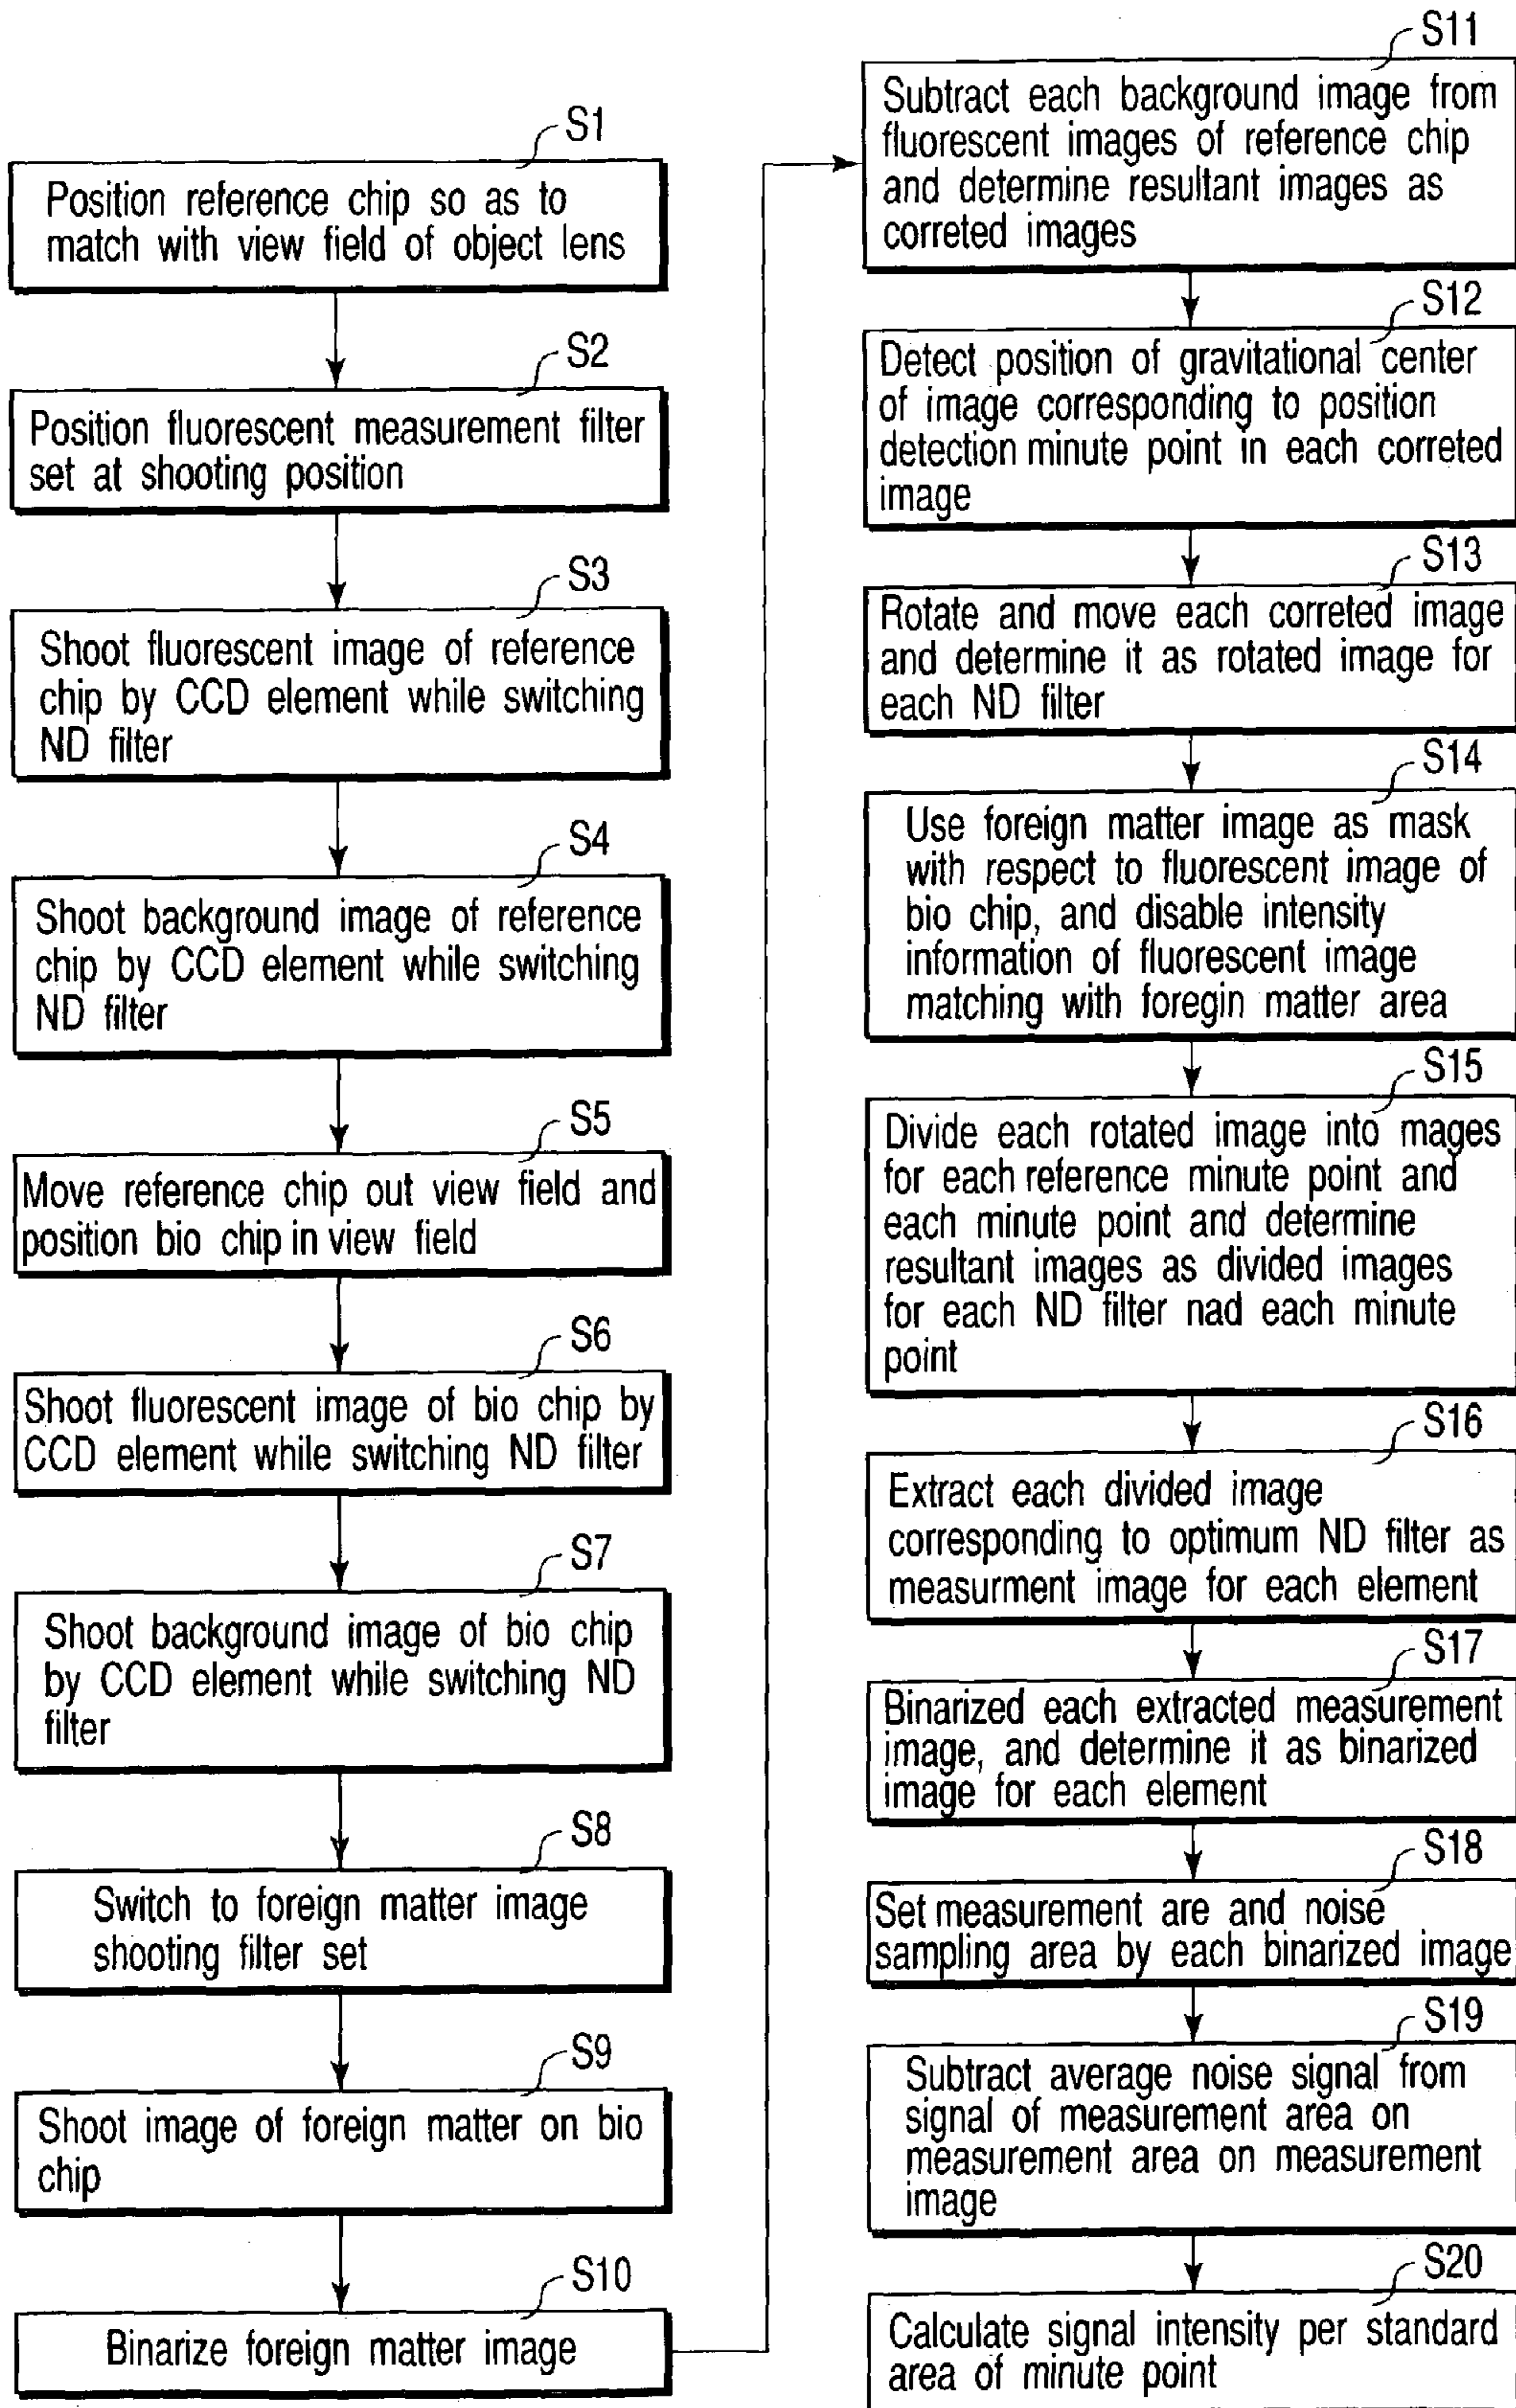 S1
Position reference chip so as to
match with view field of object lens
S2
Position fluorescent measurement filter
set at shooting position
S3
Shoot fluorescent image of reference
chip by CCD element while switching
ND filter
S4
Shoot background image of reference
chip by CCD element while switching
ND filter
S5
Move reference chip out view field and
position bio chip in view field
S6
Shoot fluorescent image of bio chip by
CCD element while switching ND filter
S7
Shoot background image of bio chip
by CCD element while switching ND
filter
S8
Switch to foreign matter image
shooting filter set
S9
Shoot image of foreign matter on bio
chip
S10
Binarize foreign matter image
S11
Subtract each background image from
fluorescent images of reference chip
and determine resultant images as
correted images
S12
Detect position of gravitational center
of image corresponding to position
detection minute point in each correted
image
S13
Rotate and move each correted image
and determine it as rotated image for
each ND filter
S14
Use foreign matter image as mask
with respect to fluorescent image of
bio chip, and disable intensity
information of fluorescent image
matching with foregin matter area
S15
Divide each rotated image into mages
for each reference minute point and
each minute point and determine
resultant images as divided images
for each ND filter nad each minute
point
S16
Extract each divided image
corresponding to optimum ND filter as
measurment image for each element
S17
Binarized each extracted measurement
image, and determine it as binarized
image for each element
S18
Set measurement are and noise
sampling area by each binarized image
S19
Subtract average noise signal from
signal of measurement area on
measurement area on measurement
image
S20
Calculate signal intensity per standard
area of minute point